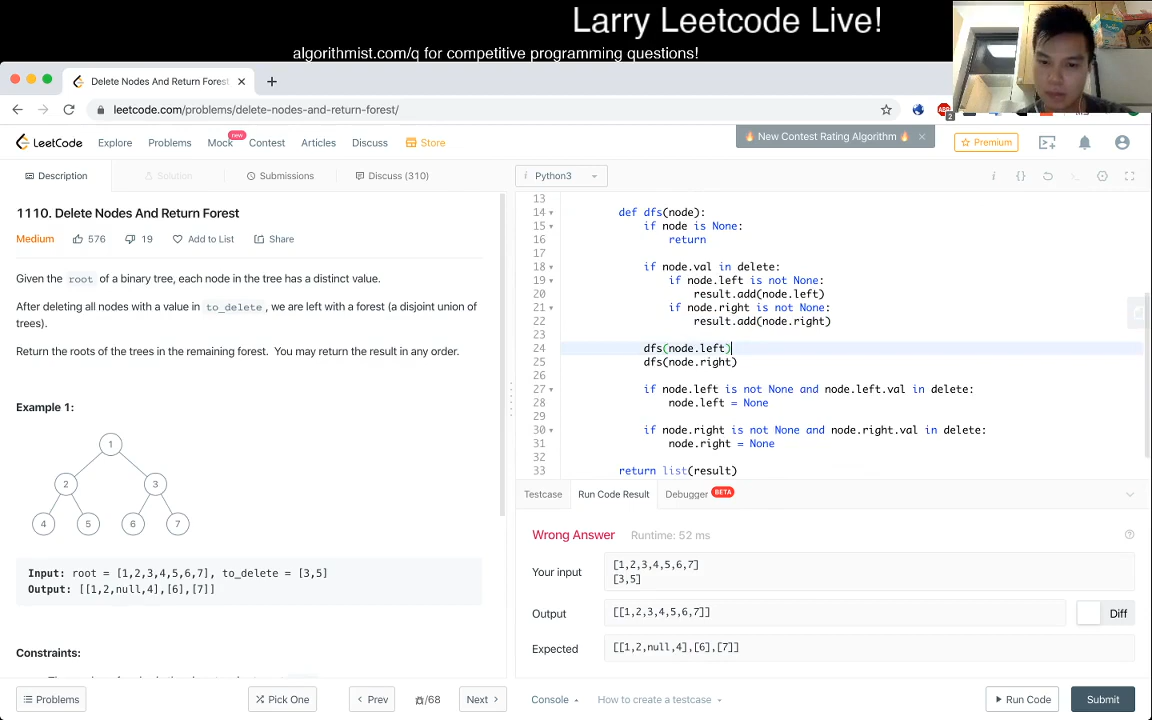 Larry Leetcode Live!
algorithmist.com/q for competitive programming questions!
Delete Nodes And Return Forest
leetcode.com/problems/delete-nodes-and-return-forest/
2
LeetCode
Explore
Problems
Mock
new
Contest
Articles
Discuss
Store
New Contest Rating Algorithm
Premium
Description
Solution
Submissions
Discuss (310)
Python3
1110. Delete Nodes And Return Forest
Medium
576
19
Add to List
Share
Given the root of a binary tree, each node in the tree has a distinct value.
After deleting all nodes with a value in to_delete, we are left with a forest (a disjoint union of
trees).
Return the roots of the trees in the remaining forest. You may return the result in any order.
Example 1:
1
2
3
4
5
6
7
Input: root = [1,2,3,4,5,6,7], to_delete = [3,5]
Output: [[1,2,null,4],[6],[7]]
Constraints:
13
14 def dfs(node):
15 if node is None:
16 return
17
18 if node.val in delete:
19 if node.left is not None:
20 result.add(node.left)
21 if node.right is not None:
22 result.add(node.right)
23
24 dfs(node.left)
25 dfs(node.right)
26
27 if node.left is not None and node.left.val in delete:
28 node.left = None
29
30 if node.right is not None and node.right.val in delete:
31 node.right = None
32
33 return list(result)
Testcase
Run Code Result
Debugger
BETA
Wrong Answer
Runtime: 52 ms
Your input
[1,2,3,4,5,6,7]
[3,5]
Output
[[1,2,3,4,5,6,7]]
Diff
Expected
[[1,2,null,4],[6],[7]]
Problems
Pick One
Prev
/68
Next
Console
How to create a testcase
Run Code
Submit